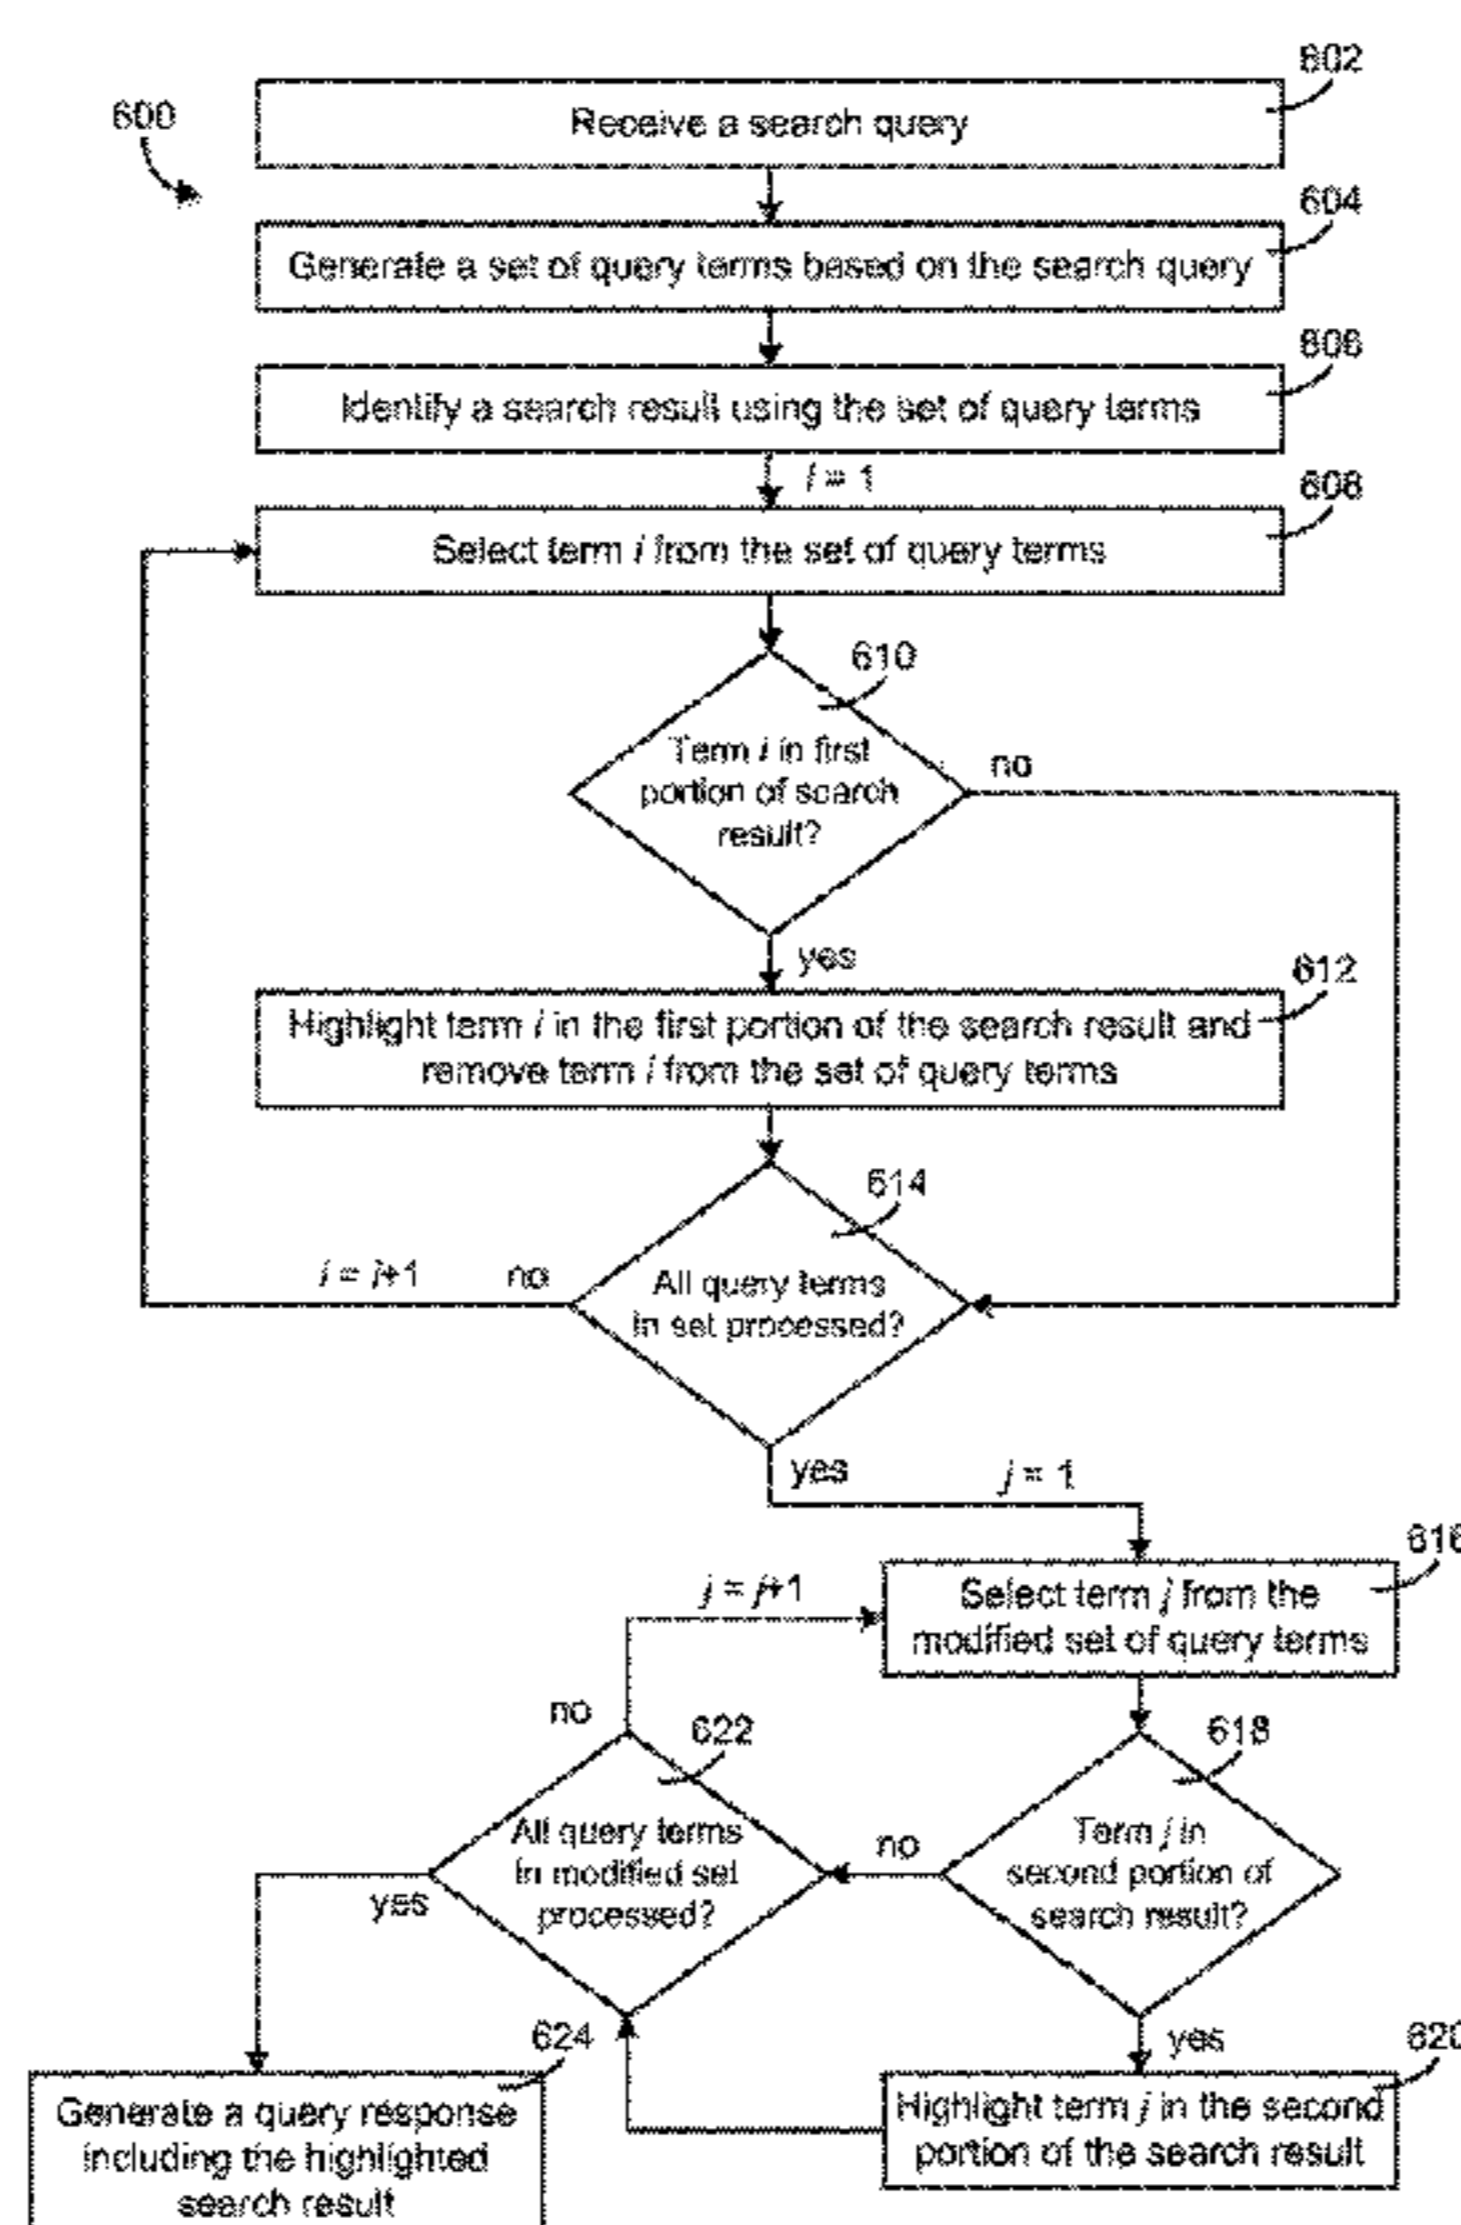 602
600
Receive a search query
604
Generate a set of query terms based on the search query
606
Identify a search result using the set of query terms
i = 1
608
Select term i from the set of query terms
610
Term i in first
portion of search
result?
no
yes
612
Highlight term i in the first portion of the search result and
remove term i from the set of query terms
614
i = i+1
no
All query terms
in set processed?
yes
j = 1
616
j = j+1
Select term j from the
modified set of query terms
no
622
618
All query terms
in modified set
processed?
no
Term j in
second portion of
search result?
yes
624
yes
620
Generate a query response
including the highlighted
search result
Highlight term j in the second
portion of the search result